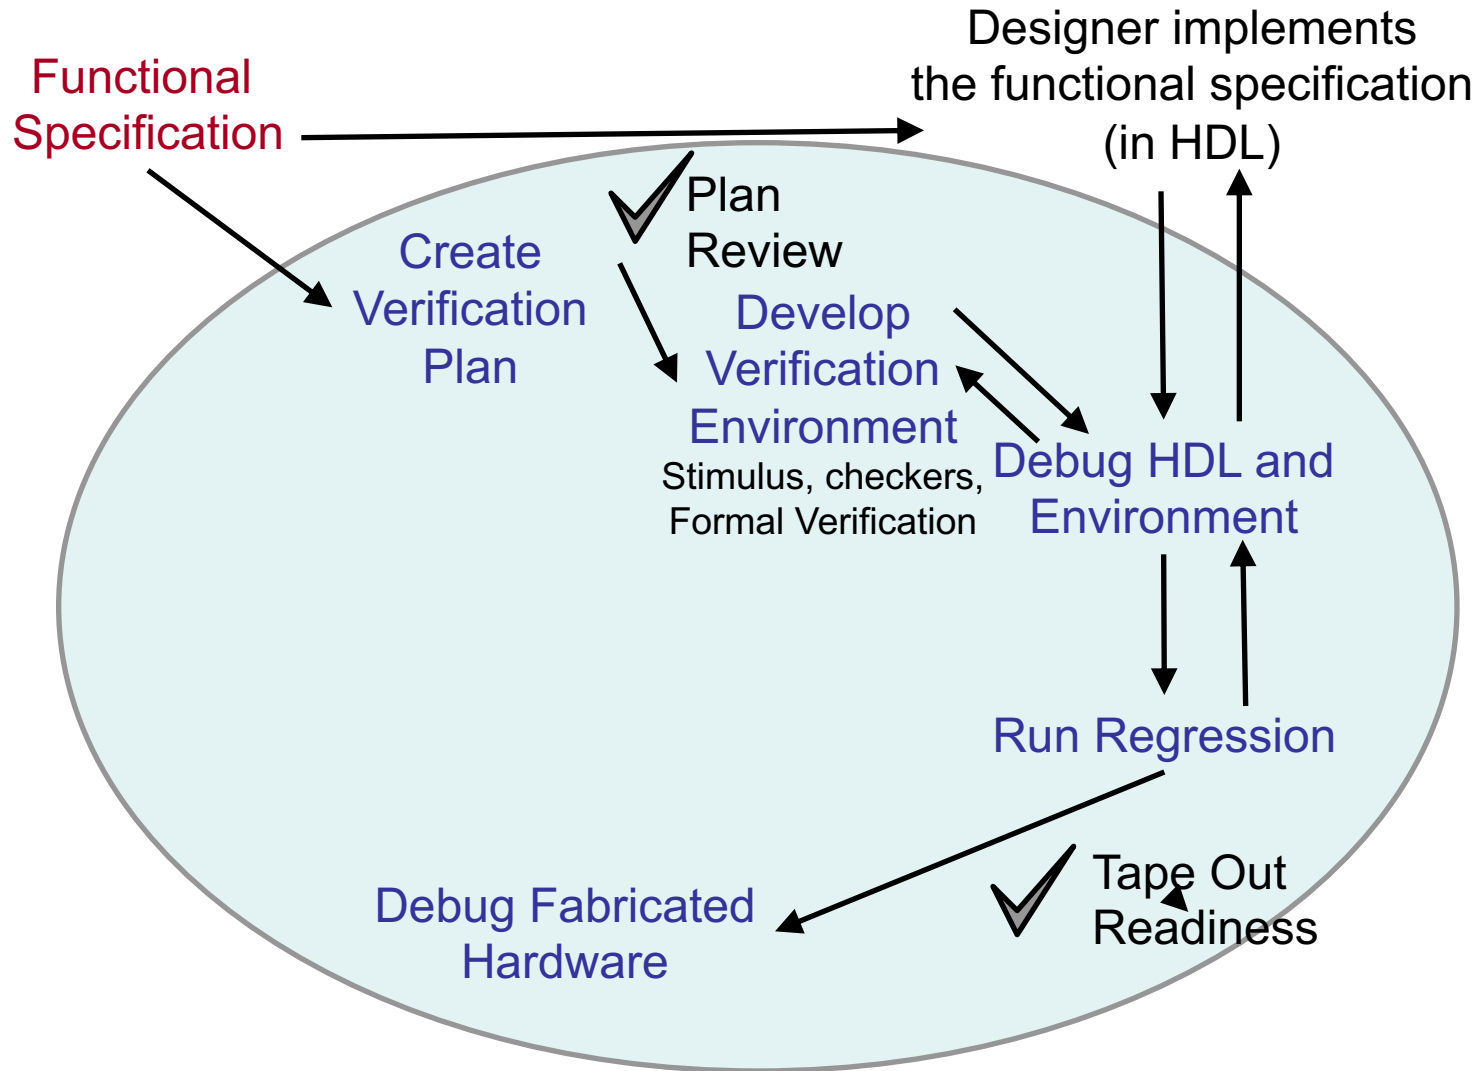 Functional
Specification
Designer implements
the functional specification
(in HDL)
Plan
Review
Create
Verification
Plan
Develop
Verification
Environment
Stimulus, checkers,
Formal Verification
Debug HDL and
Environment
Run Regression
Tape Out
Readiness
Debug Fabricated
Hardware